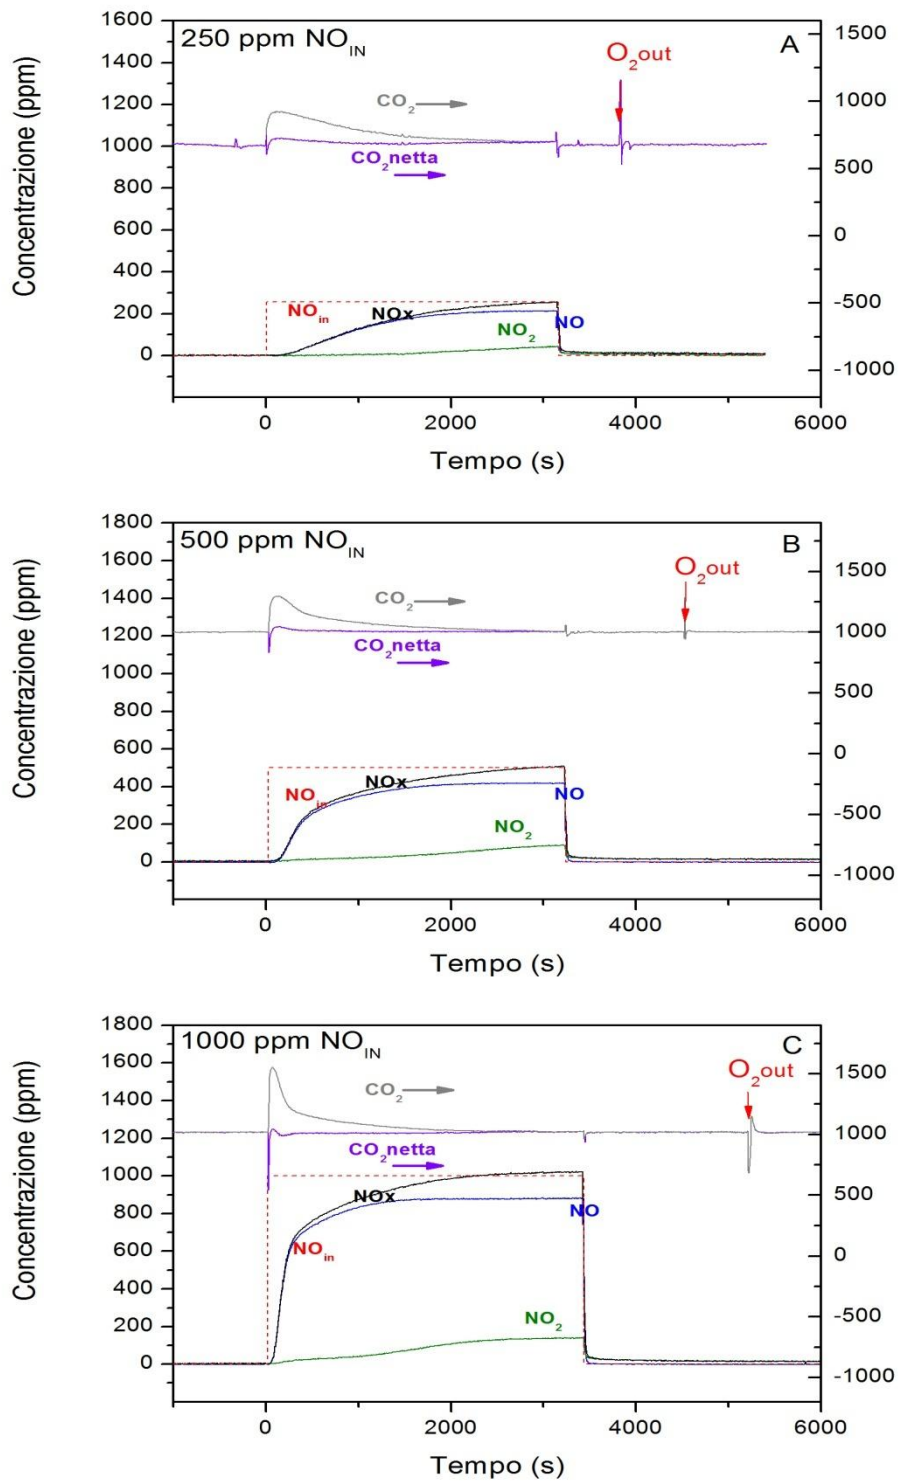 250 ppm NO_IN
A
O2out
CO2
CO2netta
NOin
NOx
NO
NO2
Concentrazione (ppm)
1600
1400
1200
1000
800
600
400
200
0
1500
1000
500
0
-500
-1000
0 2000 4000 6000
Tempo (s)
500 ppm NO_IN
B
O2out
CO2
CO2netta
NOin
NOx
NO
NO2
Concentrazione (ppm)
1800
1600
1400
1200
1000
800
600
400
200
0
1500
1000
500
0
-500
-1000
0 2000 4000 6000
Tempo (s)
1000 ppm NO_IN
C
O2out
CO2
CO2netta
NOx
NO
NOin
NO2
Concentrazione (ppm)
1800
1600
1400
1200
1000
800
600
400
200
0
1500
1000
500
0
-500
-1000
0 2000 4000 6000
Tempo (s)